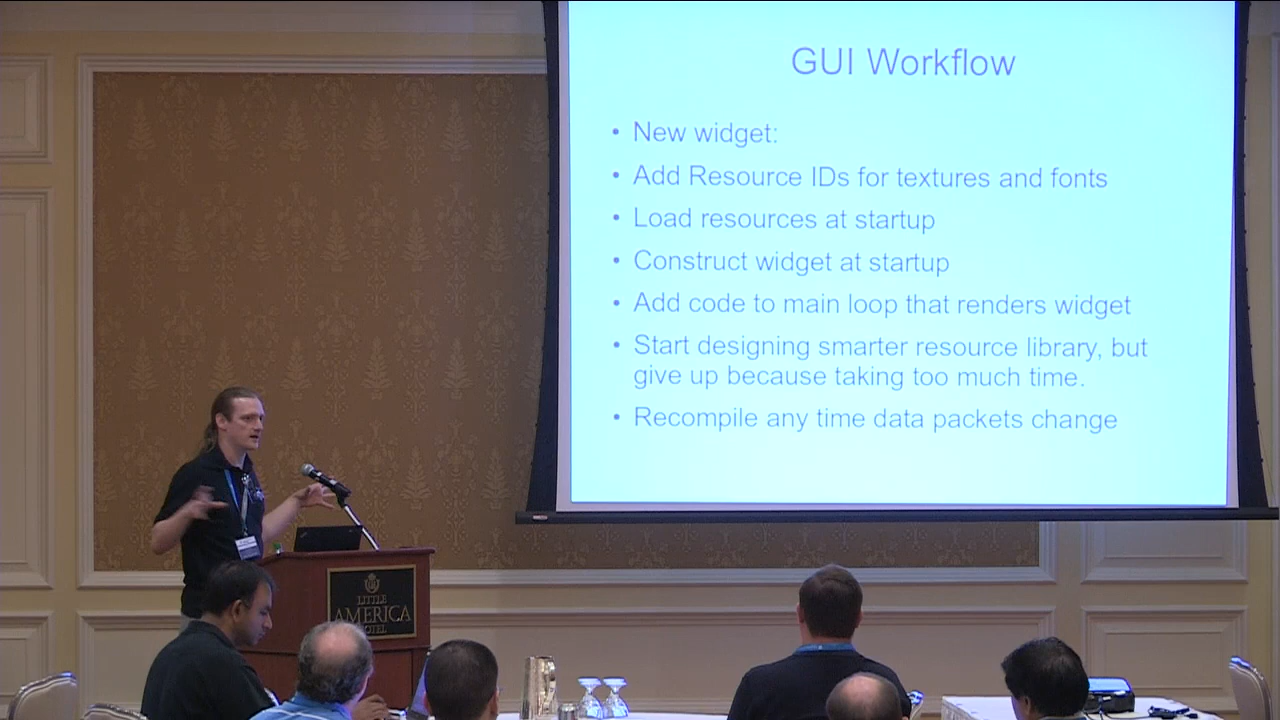 GUI Workflow
• New widget:
• Add Resource IDs for textures and fonts
• Load resources at startup
• Construct widget at startup
• Add code to main loop that renders widget
• Start designing smarter resource library, but
give up because taking too much time.
• Recompile any time data packets change
LITTLE
AMERICA
HOTEL